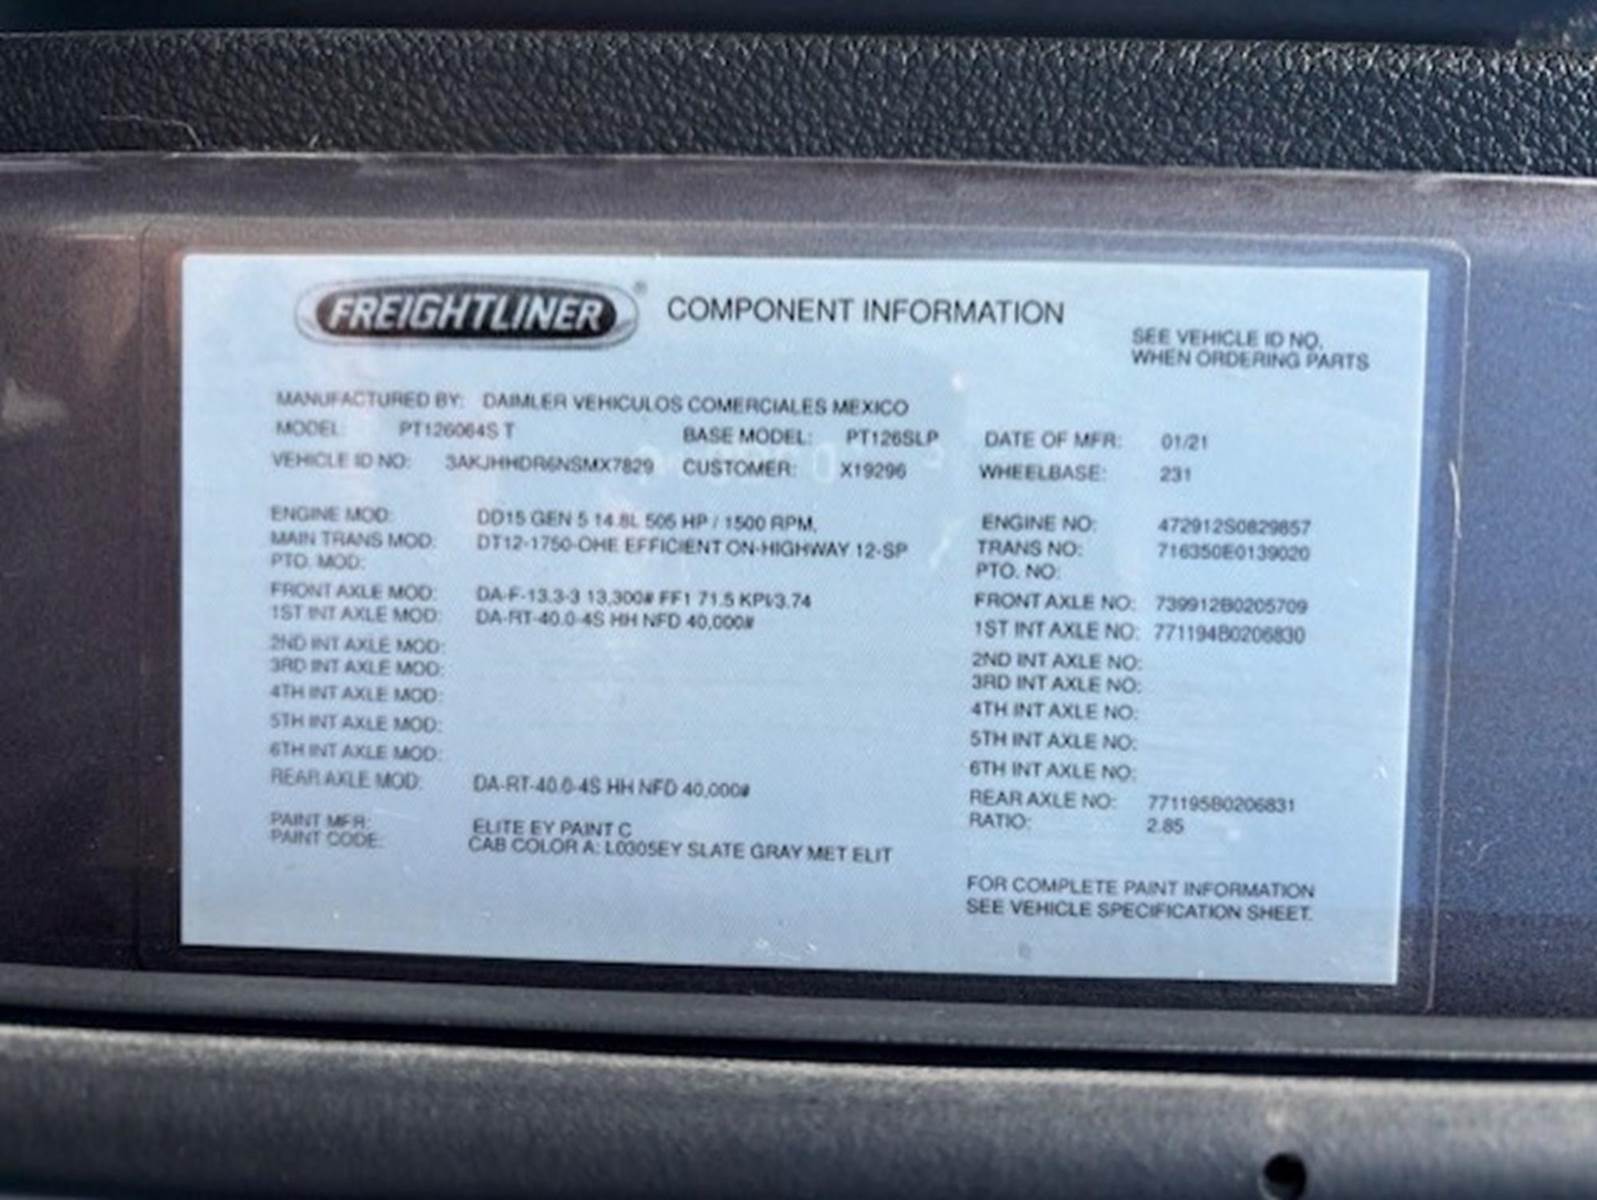 FREIGHTLINER® COMPONENT INFORMATION
SEE VEHICLE ID NO.
WHEN ORDERING PARTS
MANUFACTURED BY: DAIMLER VEHICULOS COMERCIALES MEXICO
MODEL: PT126064S T BASE MODEL: PT126SLP DATE OF MFR: 01/21
VEHICLE ID NO: 3AKJHHDR6NSMX7829 CUSTOMER: X19296 WHEELBASE: 231
ENGINE MOD: DD15 GEN 5 14.8L 505 HP / 1500 RPM, ENGINE NO: 472912S0829857
MAIN TRANS MOD: DT12-1750-OHE EFFICIENT ON-HIGHWAY 12-SP TRANS NO: 716350E0139020
PTO. MOD: PTO. NO:
FRONT AXLE MOD: DA-F-13.3-3 13,300# FF1 71.5 KPI/3.74 FRONT AXLE NO: 739912B0205709
1ST INT AXLE MOD: DA-RT-40.0-4S HH NFD 40,000# 1ST INT AXLE NO: 771194B0206830
2ND INT AXLE MOD: 2ND INT AXLE NO:
3RD INT AXLE MOD: 3RD INT AXLE NO:
4TH INT AXLE MOD: 4TH INT AXLE NO:
5TH INT AXLE MOD: 5TH INT AXLE NO:
6TH INT AXLE MOD: 6TH INT AXLE NO:
REAR AXLE MOD: DA-RT-40.0-4S HH NFD 40,000# REAR AXLE NO: 771195B0206831
RATIO: 2.85
PAINT MFR: ELITE EY PAINT C
PAINT CODE: CAB COLOR A: L0305EY SLATE GRAY MET ELIT
FOR COMPLETE PAINT INFORMATION
SEE VEHICLE SPECIFICATION SHEET.